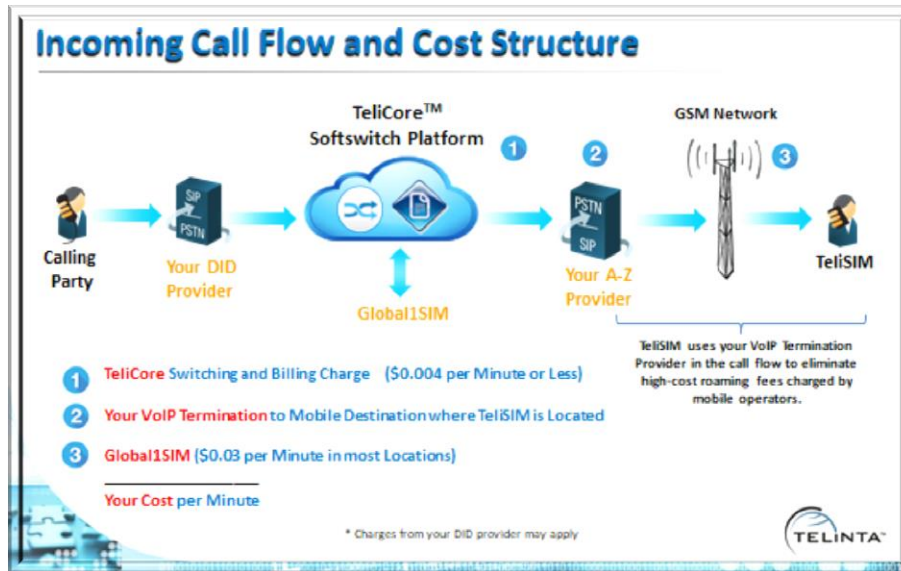 Incoming Call Flow and Cost Structure
TeliCore™
Softswitch Platform
GSM Network
1
2
3
SIP
PSTN
PSTN
SIP
Calling
Party
Your DID
Provider
Global1SIM
Your A-Z
Provider
TeliSIM
TeliSIM uses your VoIP Termination
Provider in the call flow to eliminate
high-cost roaming fees charged by
mobile operators.
1 TeliCore Switching and Billing Charge ($0.004 per Minute or Less)
2 Your VoIP Termination to Mobile Destination where TeliSIM is Located
3 Global1SIM ($0.03 per Minute in most Locations)
Your Cost per Minute
* Charges from your DID provider may apply
TELINTA™